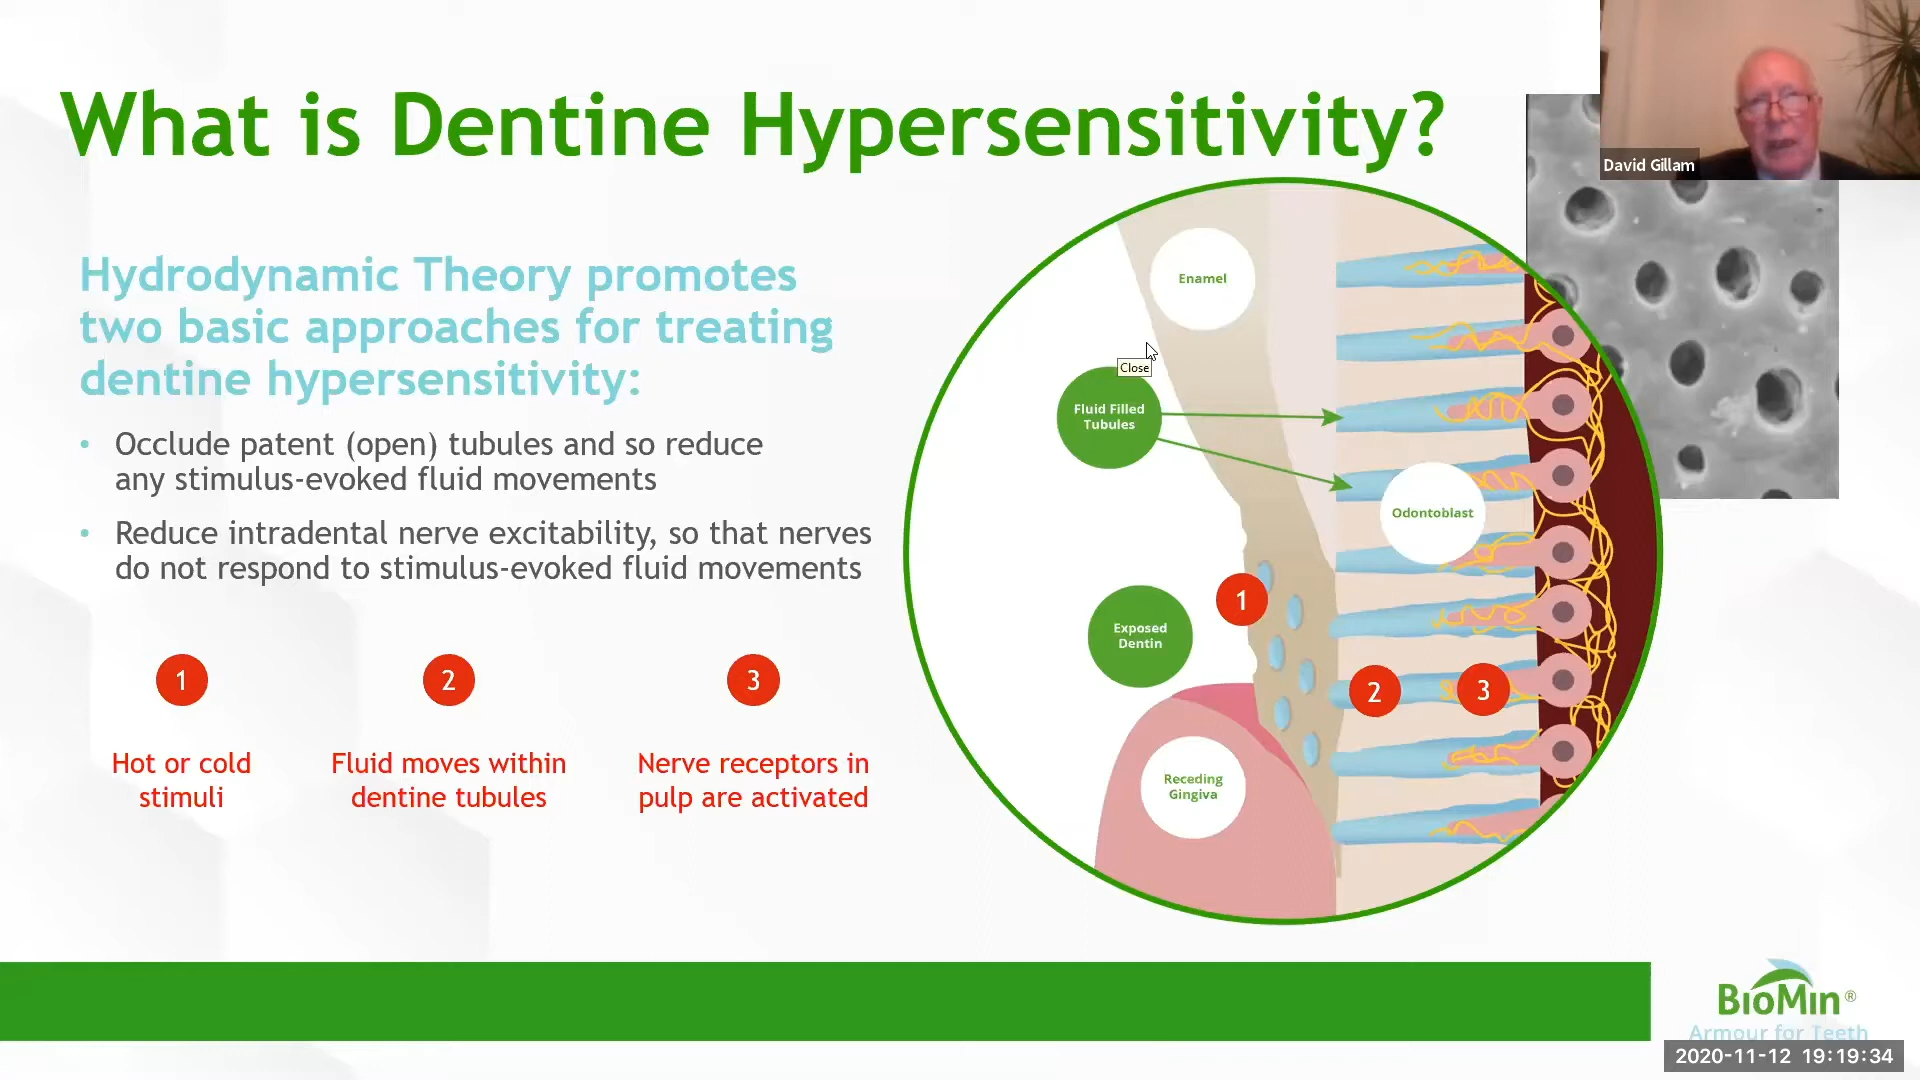 What is Dentine Hypersensitivity?
David Gillam
Hydrodynamic Theory promotes
two basic approaches for treating
dentine hypersensitivity:
• Occlude patent (open) tubules and so reduce
any stimulus-evoked fluid movements
• Reduce intradental nerve excitability, so that nerves
do not respond to stimulus-evoked fluid movements
1
2
3
Hot or cold
stimuli
Fluid moves within
dentine tubules
Nerve receptors in
pulp are activated
Enamel
Close
Fluid Filled
Tubules
Odontoblast
1
Exposed
Dentin
2
3
Receding
Gingiva
BioMin®
Armour for Teeth
2020-11-12 19:19:34